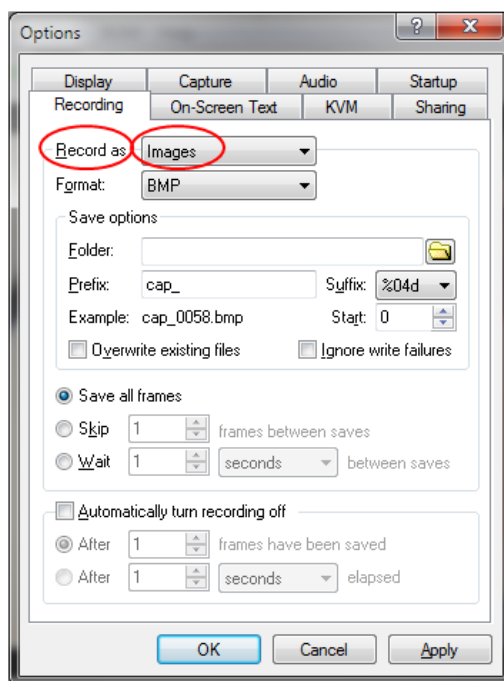 Options
Display Capture Audio Startup
Recording On-Screen Text KVM Sharing
Record as: Images
Format: BMP
Save options
Folder:
Prefix: cap_ Suffix: %04d
Example: cap_0058.bmp Start: 0
Overwrite existing files Ignore write failures
Save all frames
Skip 1 frames between saves
Wait 1 seconds between saves
Automatically turn recording off
After 1 frames have been saved
After 1 seconds elapsed
OK Cancel Apply